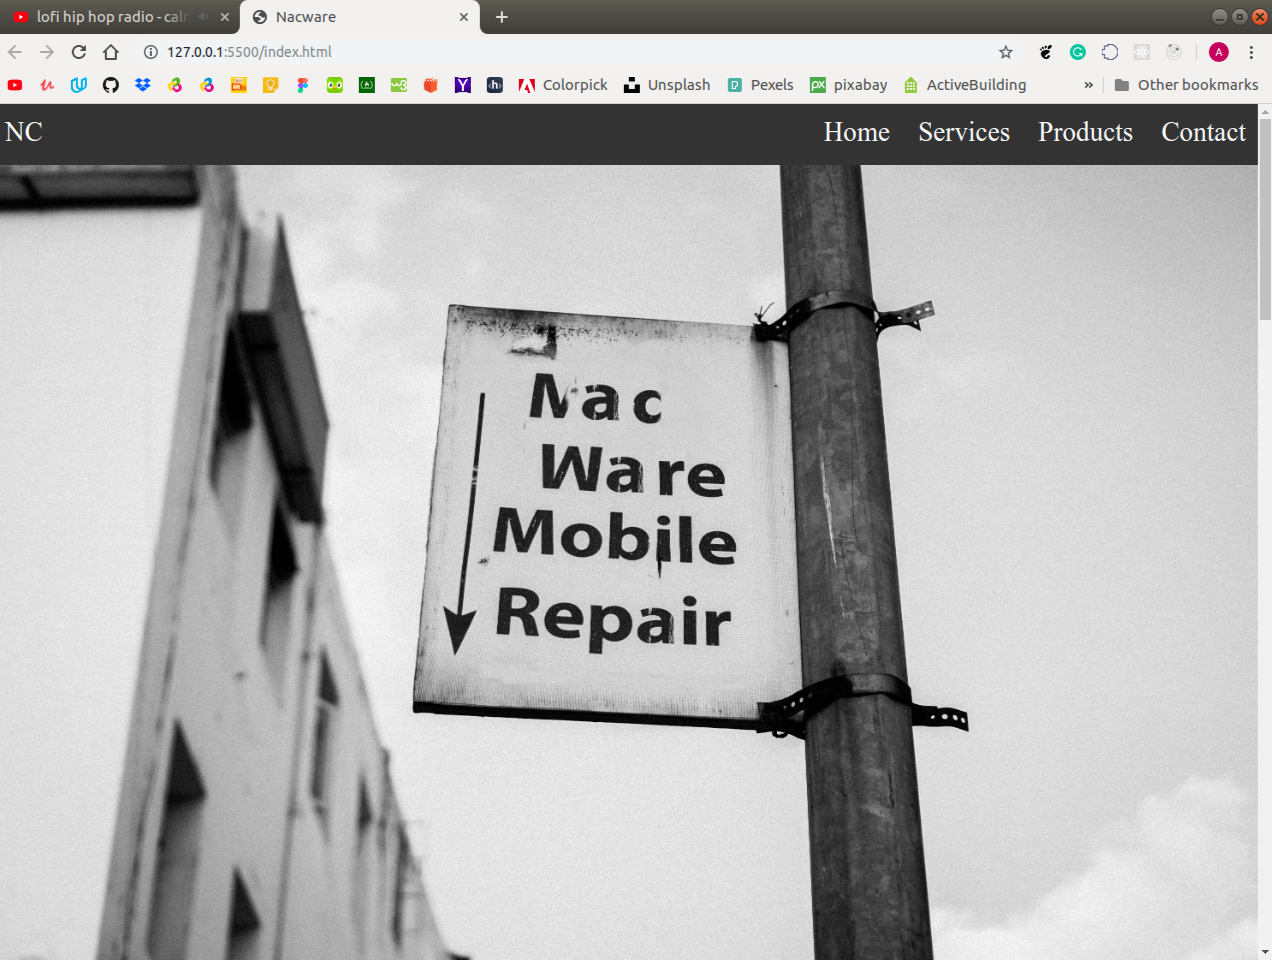 lofi hip hop radio - cal
Nacware
127.0.0.1:5500/index.html
Colorpick
Unsplash
Pexels
pixabay
ActiveBuilding
»
Other bookmarks
NC
Home
Services
Products
Contact
Mac
Ware
Mobile
Repair